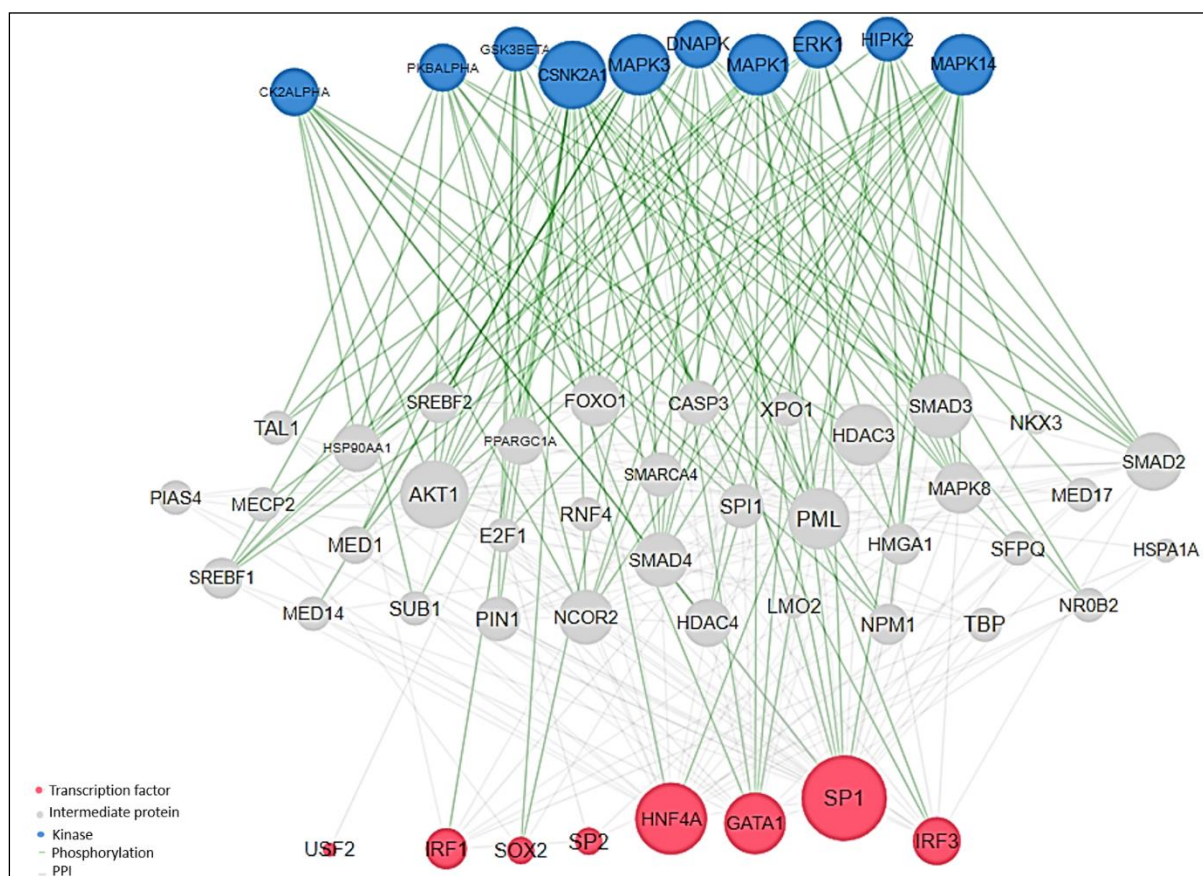 GSK3BETA
DNAPK
ERK1
HIPK2
PKBALPHA
CSNK2A1
MAPK3
MAPK1
MAPK14
CK2ALPHA
SREBF2
FOXO1
CASP3
XPO1
SMAD3
NKX3
TAL1
HSP90AA1
PPARGC1A
HDAC3
SMAD2
PIAS4
MECP2
AKT1
SMARCA4
MAPK8
MED17
RNF4
SPI1
PML
MED1
E2F1
HMGA1
SFPQ
HSPA1A
SREBF1
SMAD4
MED14
SUB1
PIN1
NCOR2
HDAC4
LMO2
NPM1
TBP
NR0B2
SP1
HNF4A
GATA1
USF2
IRF1
SOX2
SP2
IRF3
Transcription factor
Intermediate protein
Kinase
Phosphorylation
PPI